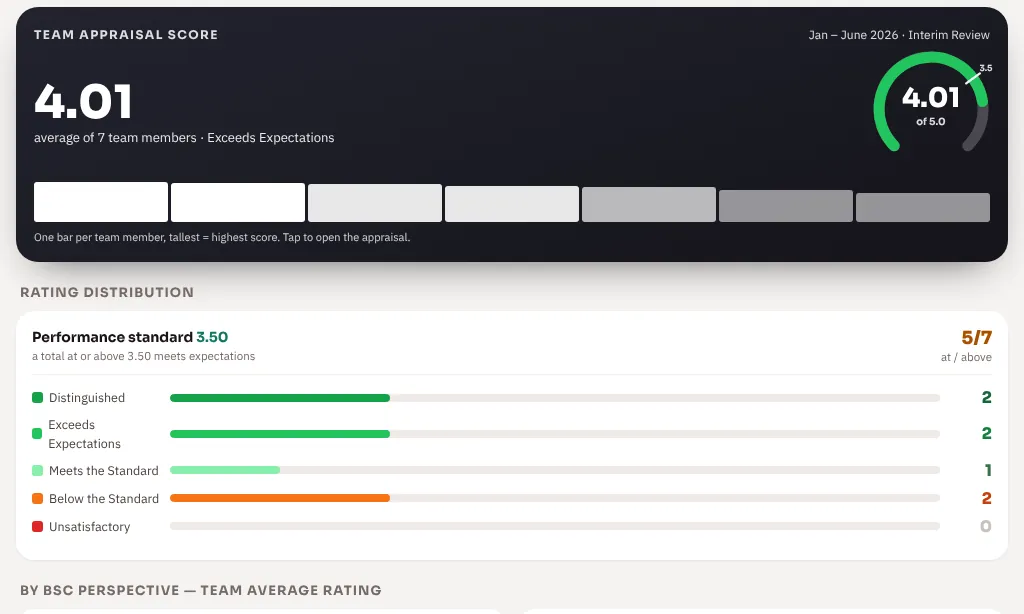 TEAM APPRAISAL SCORE
Jan – June 2026 · Interim Review
3.5
4.01
4.01
of 5.0
average of 7 team members · Exceeds Expectations
One bar per team member, tallest = highest score. Tap to open the appraisal.
RATING DISTRIBUTION
Performance standard 3.50
5/7
a total at or above 3.50 meets expectations
at / above
Distinguished
2
Exceeds
Expectations
2
Meets the Standard
1
Below the Standard
2
Unsatisfactory
0
BY BSC PERSPECTIVE — TEAM AVERAGE RATING